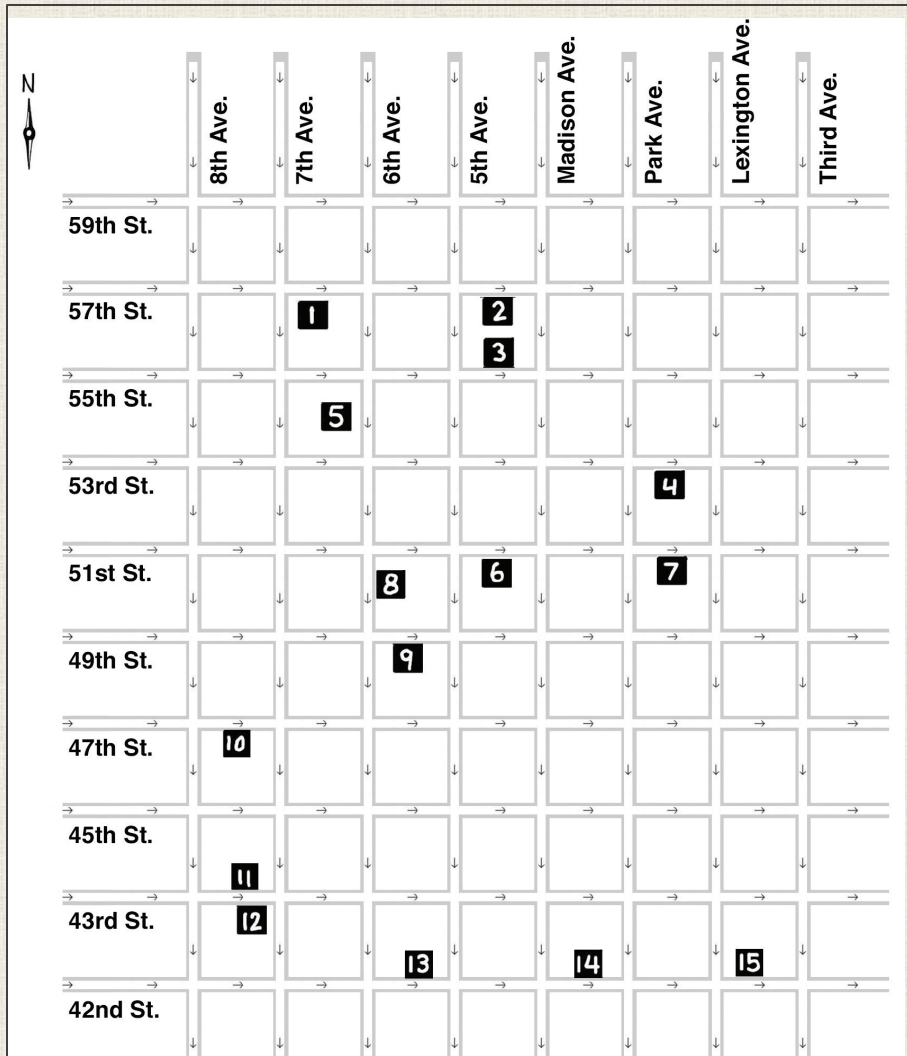 N
8th Ave.
7th Ave.
6th Ave.
5th Ave.
Madison Ave.
Park Ave.
Lexington Ave.
Third Ave.
59th St.
57th St.
1
2
3
55th St.
5
53rd St.
4
51st St.
8
6
7
49th St.
9
47th St.
10
45th St.
11
43rd St.
12
13
14
15
42nd St.